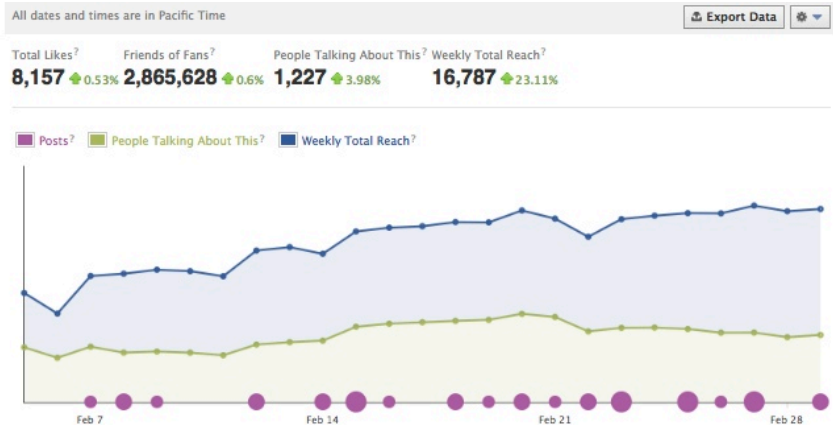 All dates and times are in Pacific Time
Export Data
Total Likes? Friends of Fans? People Talking About This? Weekly Total Reach?
8,157 0.53% 2,865,628 0.6% 1,227 3.98% 16,787 23.11%
Posts? People Talking About This? Weekly Total Reach?
Feb 7 Feb 14 Feb 21 Feb 28